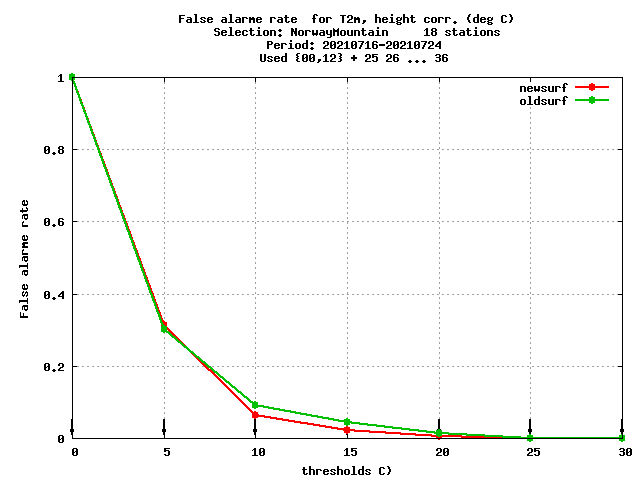 False alarme rate  for T2m, height corr. (deg C)
Selection: NorwayMountain     18 stations
Period: 20210716-20210724
Used {00,12} + 25 26 ... 36
newsurf
oldsurf
1
0.8
0.6
0.4
0.2
0
False alarme rate
0 5 10 15 20 25 30
thresholds C)